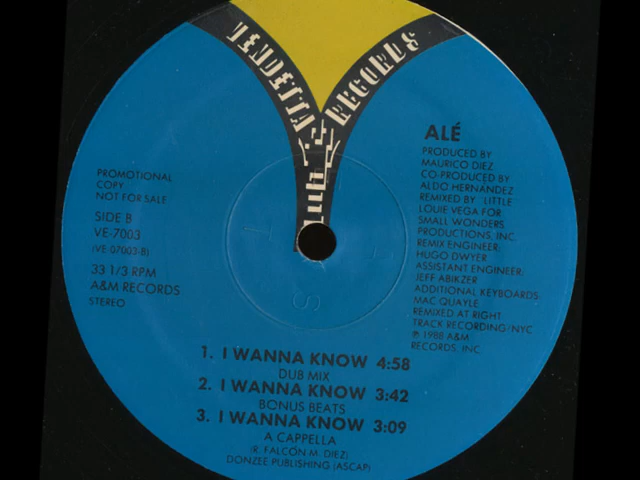 VENDETTA RECORDS
PROMOTIONAL
COPY
NOT FOR SALE
SIDE B
VE-7003
(VE-07003-B)
33 1/3 RPM
A&M RECORDS
STEREO
ALÉ
PRODUCED BY
MAURICO DIEZ
CO-PRODUCED BY
ALDO HERNANDEZ
REMIXED BY "LITTLE"
LOUIE VEGA FOR
SMALL WONDERS
PRODUCTIONS, INC.
REMIX ENGINEER:
HUGO DWYER
ASSISTANT ENGINEER:
JEFF ABIKZER
ADDITIONAL KEYBOARDS:
MAC QUAYLE
REMIXED AT RIGHT
TRACK RECORDING-NYC
℗ 1988 A&M
RECORDS, INC.
1. I WANNA KNOW 4:58
DUB MIX
2. I WANNA KNOW 3:42
BONUS BEATS
3. I WANNA KNOW 3:09
A CAPPELLA
(R. FALCON M. DIEZ)
DONZEE PUBLISHING (ASCAP)